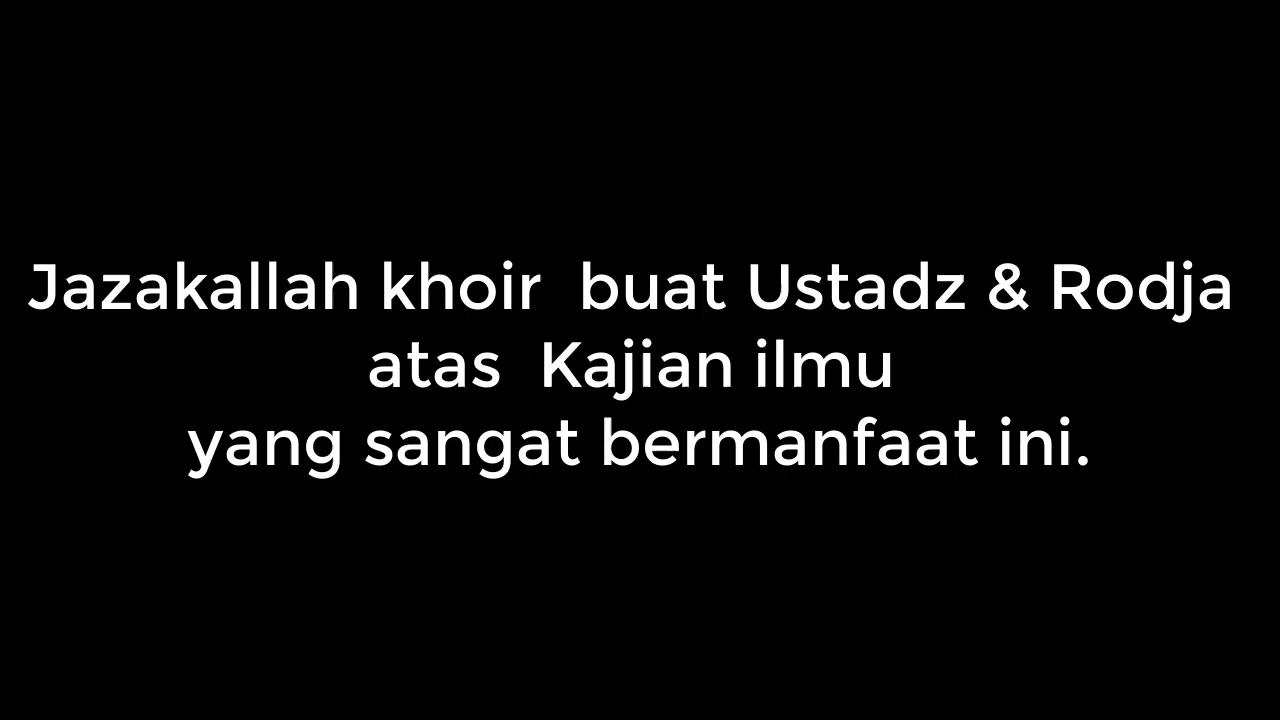 Jazakallah khoir  buat Ustadz & Rodja
atas  Kajian ilmu
yang sangat bermanfaat ini.